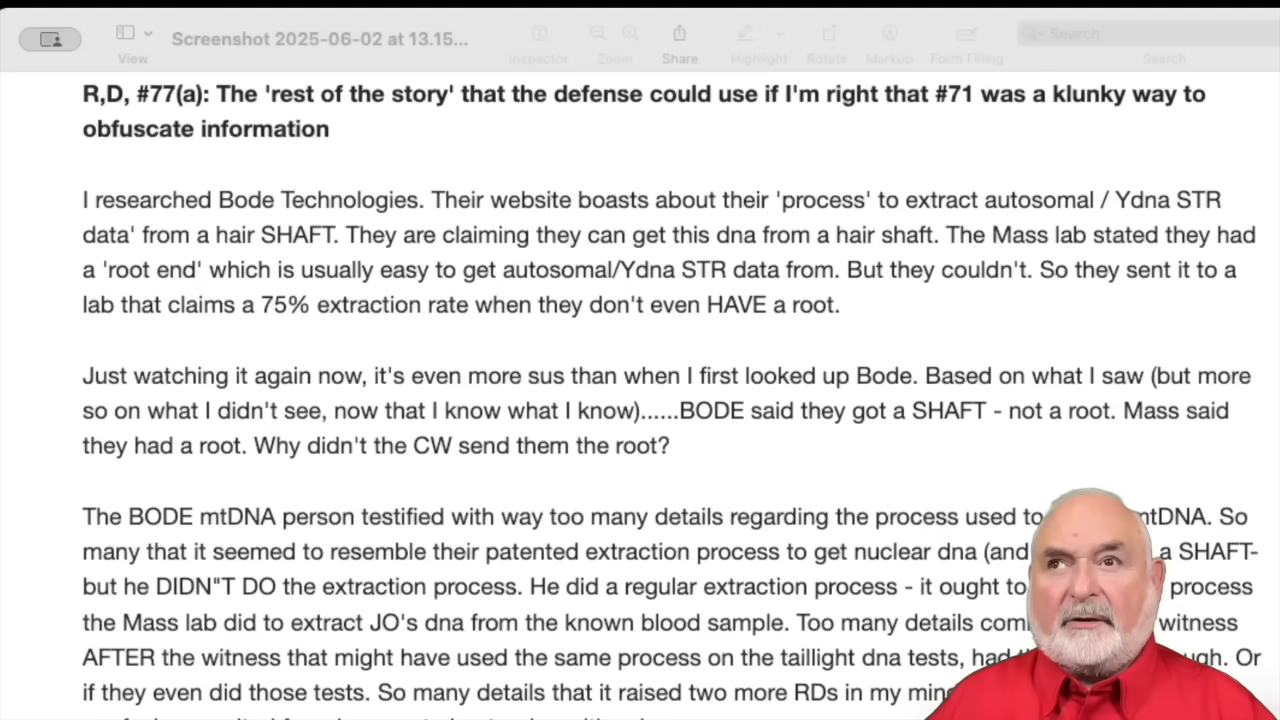 Screenshot 2025-06-02 at 13.15...
View
Inspector
Zoom
Share
Highlight
Rotate
Markup
Form Filling
Search
Search
R,D, #77(a): The 'rest of the story' that the defense could use if I'm right that #71 was a klunky way to
obfuscate information
I researched Bode Technologies. Their website boasts about their 'process' to extract autosomal / Ydna STR
data' from a hair SHAFT. They are claiming they can get this dna from a hair shaft. The Mass lab stated they had
a 'root end' which is usually easy to get autosomal/Ydna STR data from. But they couldn't. So they sent it to a
lab that claims a 75% extraction rate when they don't even HAVE a root.
Just watching it again now, it's even more sus than when I first looked up Bode. Based on what I saw (but more
so on what I didn't see, now that I know what I know)......BODE said they got a SHAFT - not a root. Mass said
they had a root. Why didn't the CW send them the root?
The BODE mtDNA person testified with way too many details regarding the process used to mtDNA. So
many that it seemed to resemble their patented extraction process to get nuclear dna (and a SHAFT-
but he DIDN"T DO the extraction process. He did a regular extraction process - it ought to process
the Mass lab did to extract JO's dna from the known blood sample. Too many details witness
AFTER the witness that might have used the same process on the taillight dna tests, Or
if they even did those tests. So many details that it raised two more RDs in my